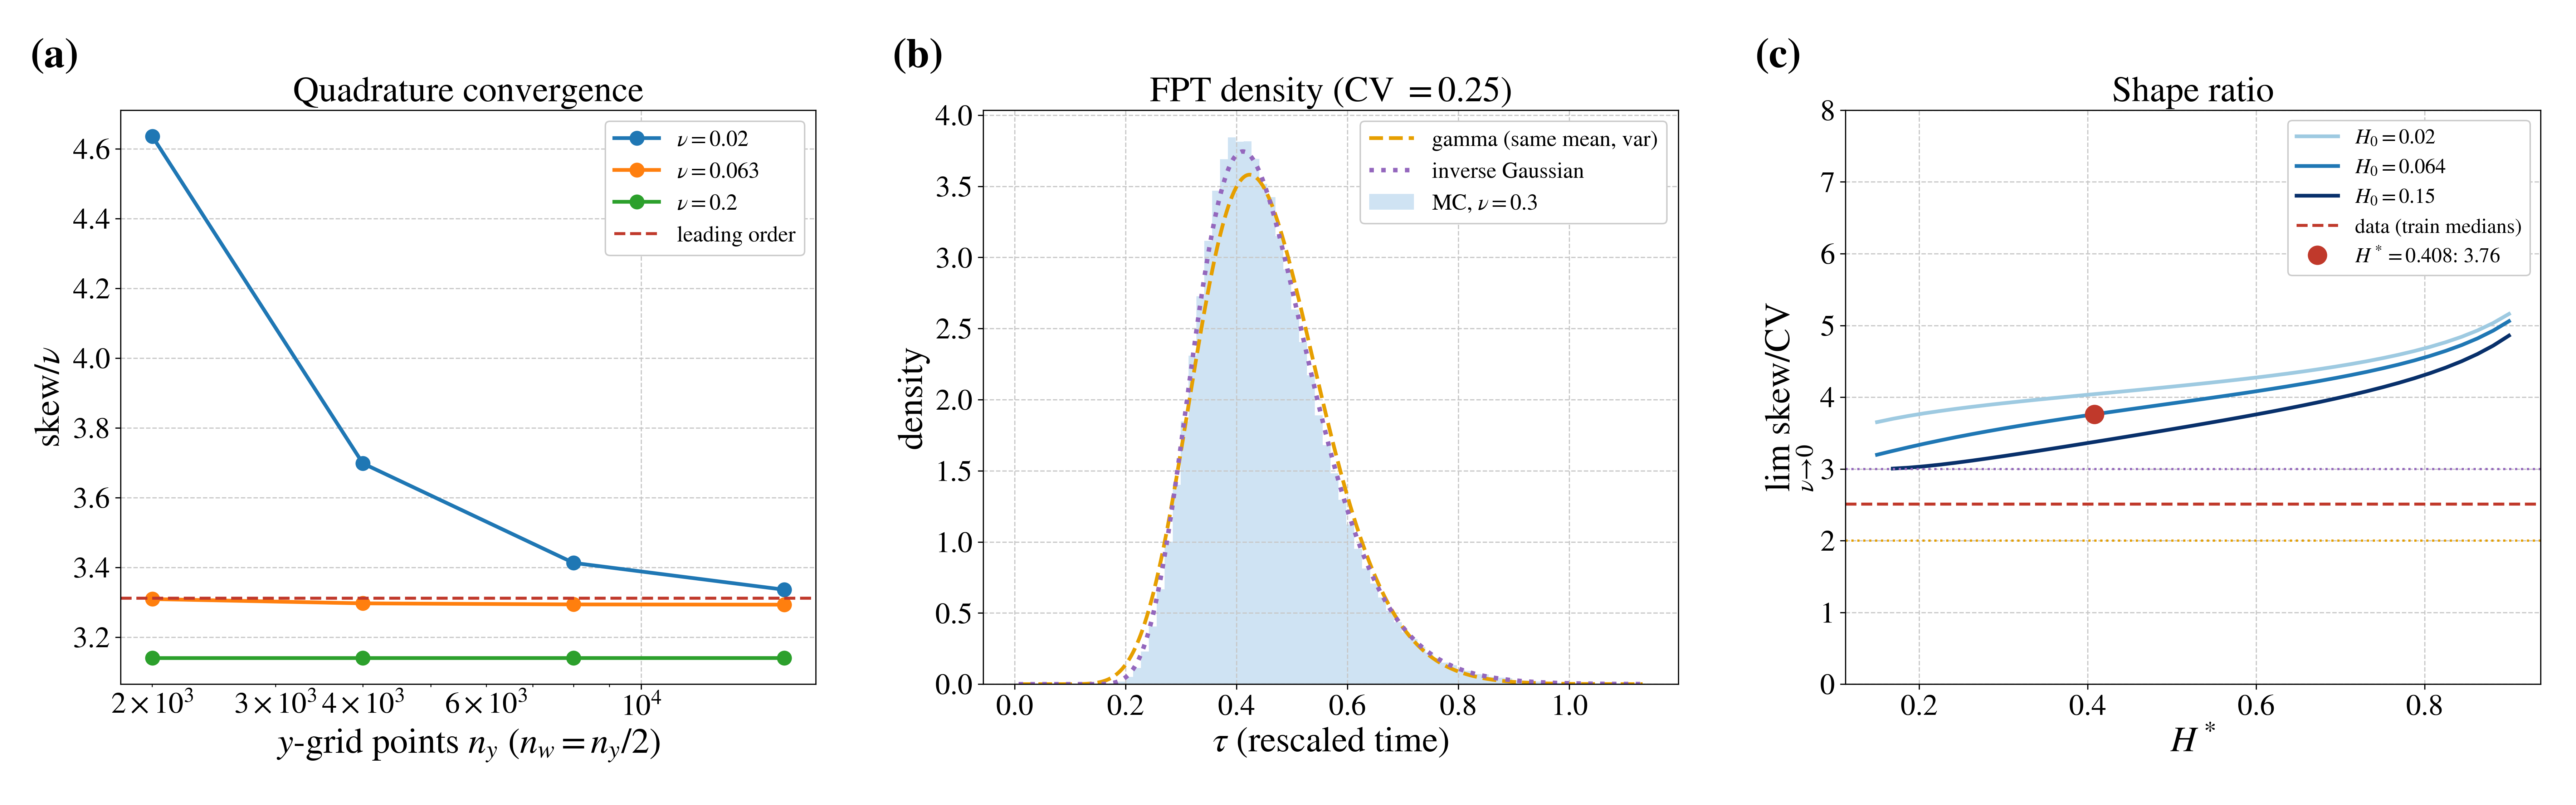 (a)
Quadrature convergence
skew/ν
4.6
4.4
4.2
4.0
3.8
3.6
3.4
3.2
ν = 0.02
ν = 0.063
ν = 0.2
leading order
2×10³
3×10³
4×10³
6×10³
10⁴
y-grid points n_y (n_w = n_y/2)
(b)
FPT density (CV = 0.25)
density
4.0
3.5
3.0
2.5
2.0
1.5
1.0
0.5
0.0
gamma (same mean, var)
inverse Gaussian
MC, ν = 0.3
0.0
0.2
0.4
0.6
0.8
1.0
τ (rescaled time)
(c)
Shape ratio
lim skew/CV
ν→0
8
7
6
5
4
3
2
1
0
H₀ = 0.02
H₀ = 0.064
H₀ = 0.15
data (train medians)
H* = 0.408: 3.76
0.2
0.4
0.6
0.8
H*